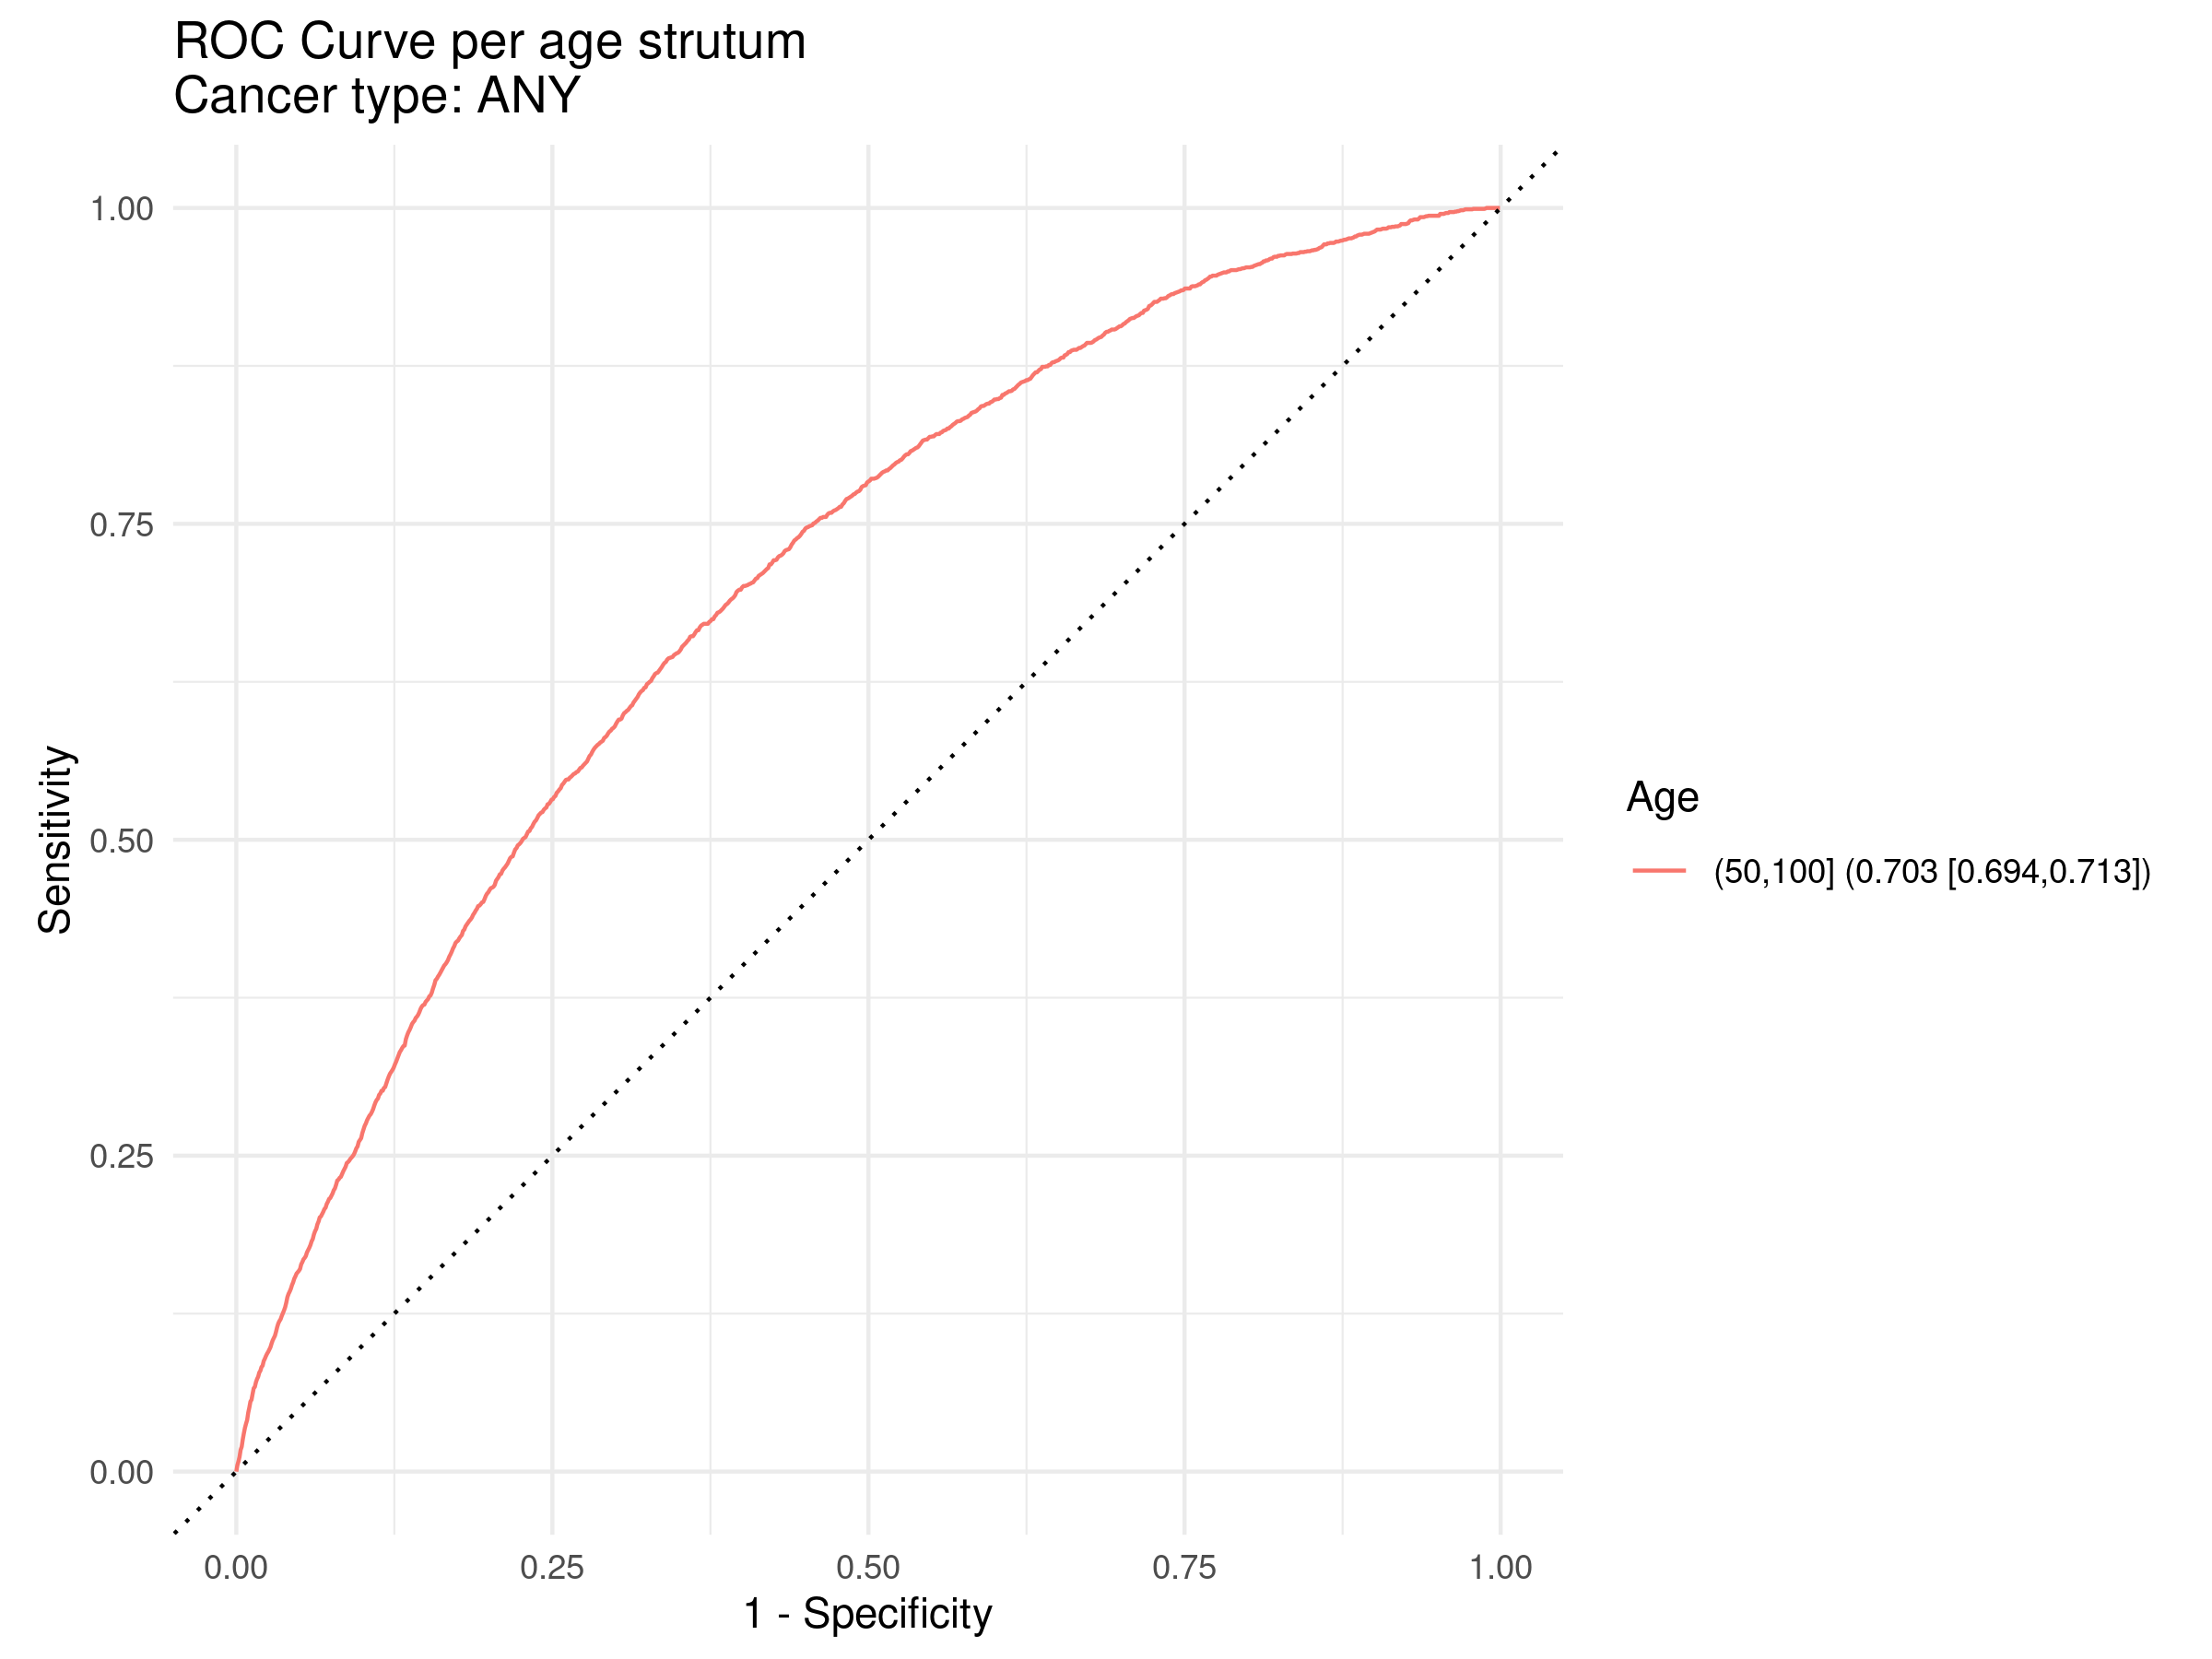 ROC Curve per age strutum
Cancer type: ANY
1.00
0.75
0.50
0.25
0.00
Sensitivity
0.00
0.25
0.50
0.75
1.00
1 - Specificity
Age
(50,100] (0.703 [0.694,0.713])